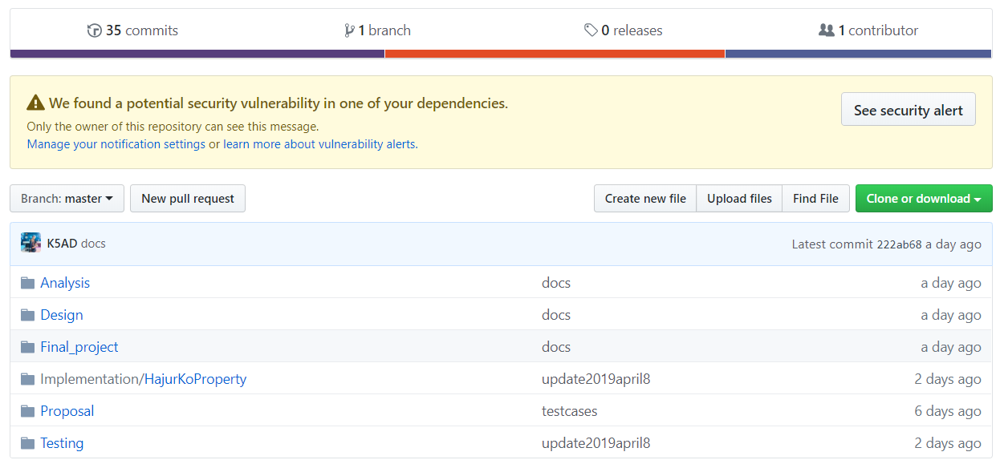 35 commits 1 branch 0 releases 1 contributor
We found a potential security vulnerability in one of your dependencies.
Only the owner of this repository can see this message.
Manage your notification settings or learn more about vulnerability alerts.
See security alert
Branch: master New pull request Create new file Upload files Find File Clone or download
K5AD docs Latest commit 222ab68 a day ago
Analysis docs a day ago
Design docs a day ago
Final_project docs a day ago
Implementation/HajurKoProperty update2019april8 2 days ago
Proposal testcases 6 days ago
Testing update2019april8 2 days ago